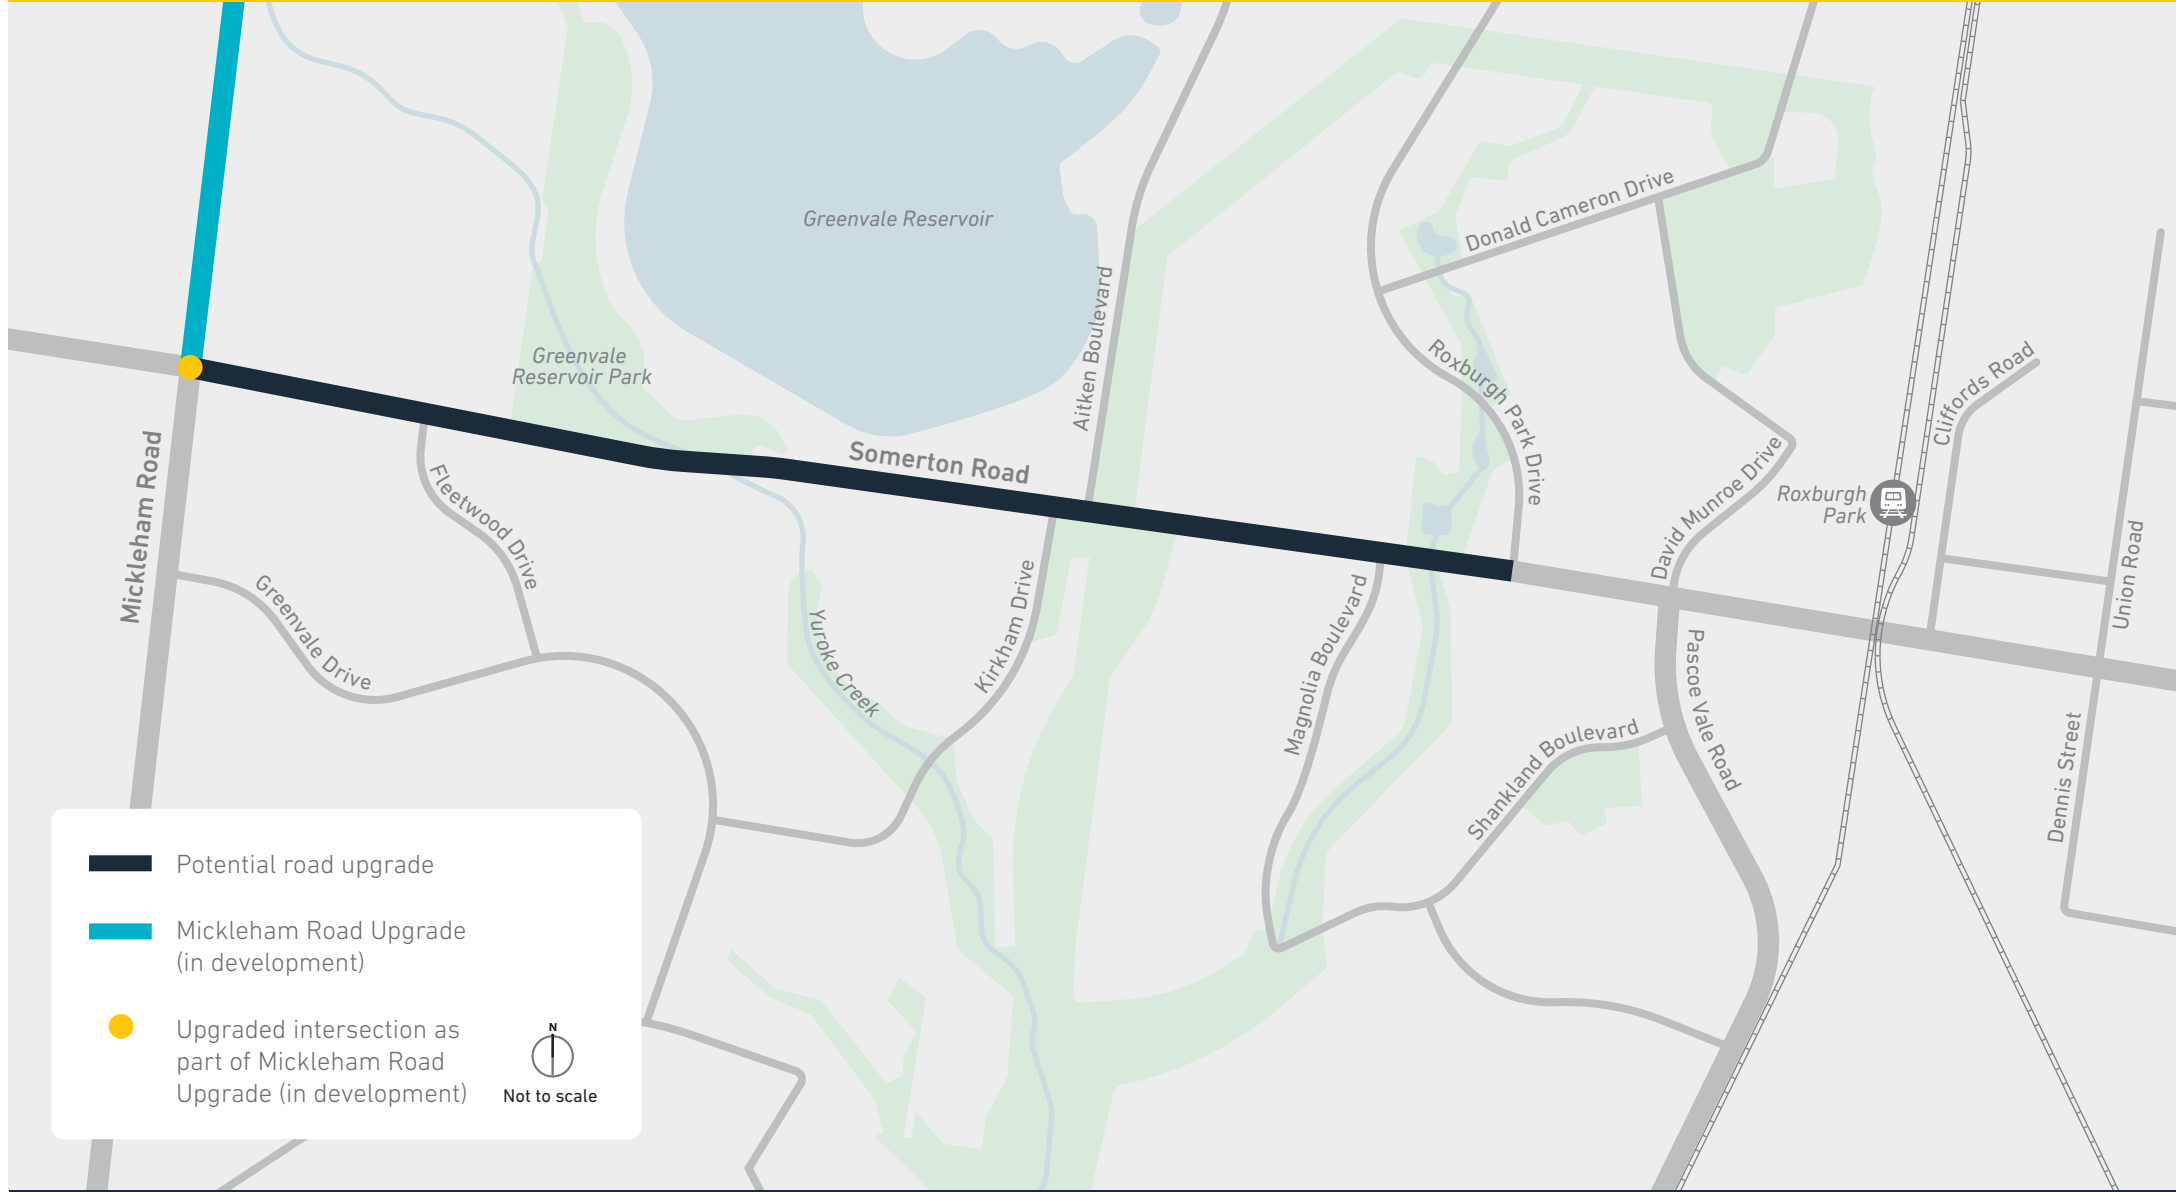 Greenvale Reservoir
Donald Cameron Drive
Aitken Boulevard
Greenvale
Reservoir Park
Roxburgh Park Drive
Cliffords Road
Mickleham Road
Somerton Road
Fleetwood Drive
David Munroe Drive
Roxburgh
Park
Union Road
Greenvale Drive
Yuroke Creek
Kirkham Drive
Magnolia Boulevard
Pascoe Vale Road
Shankland Boulevard
Dennis Street
Potential road upgrade
Mickleham Road Upgrade
(in development)
Upgraded intersection as
part of Mickleham Road
Upgrade (in development)
N
Not to scale